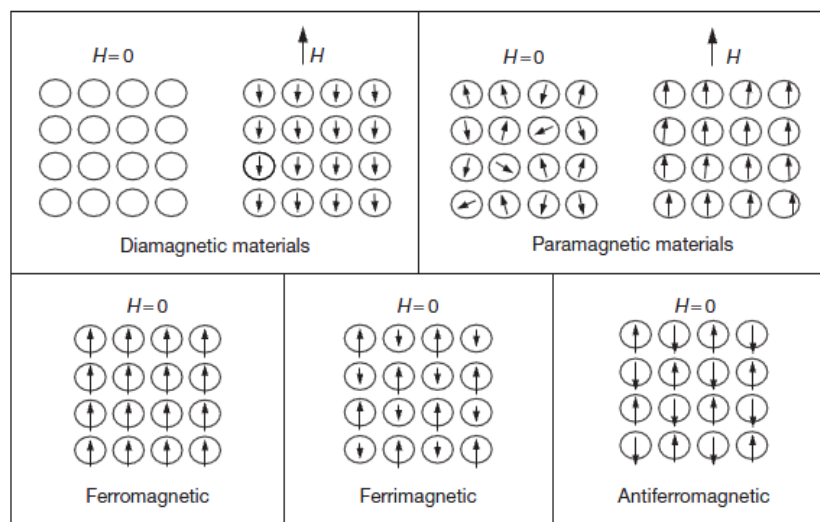 H=0
H
Diamagnetic materials
H=0
H
Paramagnetic materials
H=0
Ferromagnetic
H=0
Ferrimagnetic
H=0
Antiferromagnetic